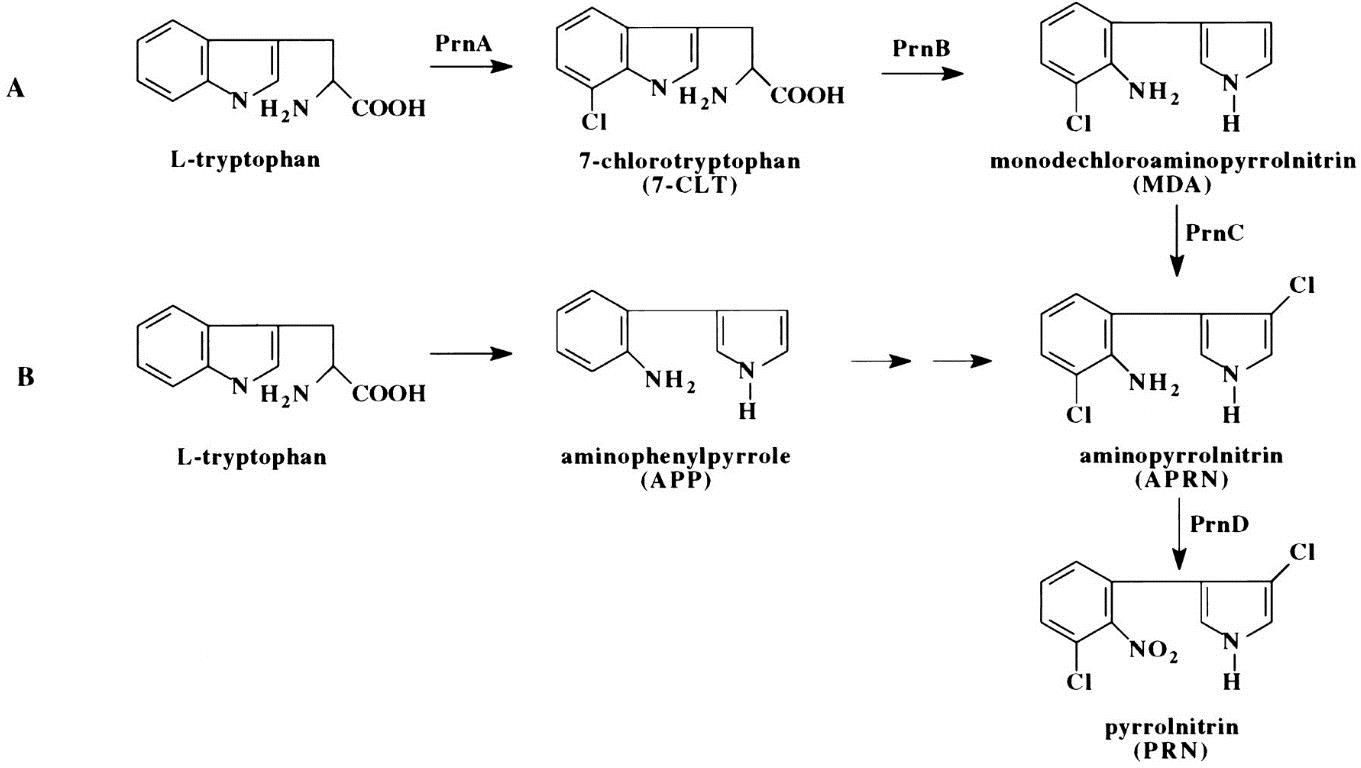 A
PrnA
PrnB
N
H2N
COOH
Cl
N
H2N
COOH
Cl
NH2
N
H
L-tryptophan
7-chlorotryptophan
(7-CLT)
monodechloroaminopyrrolnitrin
(MDA)
PrnC
B
N
H2N
COOH
NH2
N
H
Cl
Cl
NH2
N
H
L-tryptophan
aminophenylpyrrole
(APP)
aminopyrrolnitrin
(APRN)
PrnD
Cl
Cl
NO2
N
H
pyrrolnitrin
(PRN)